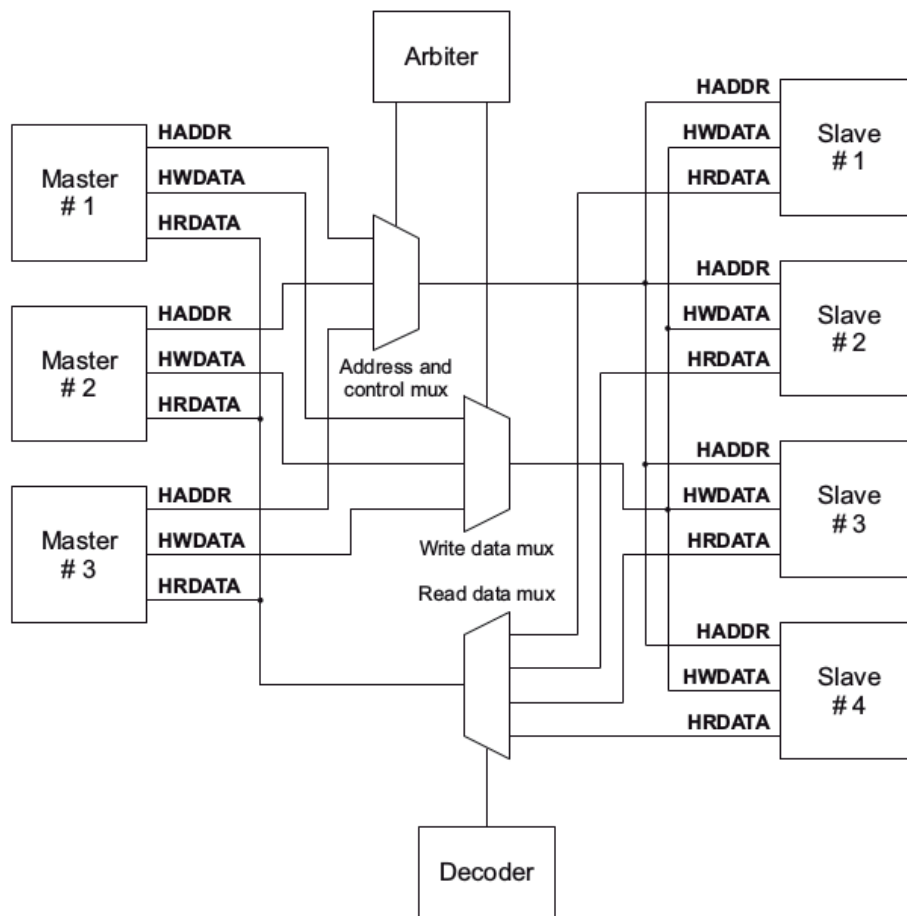 Arbiter
HADDR
HWDATA
HRDATA
Master
# 1
HADDR
HWDATA
HRDATA
Slave
# 1
HADDR
HWDATA
HRDATA
Master
# 2
Address and
control mux
HADDR
HWDATA
HRDATA
Slave
# 2
HADDR
HWDATA
HRDATA
Master
# 3
Write data mux
Read data mux
HADDR
HWDATA
HRDATA
Slave
# 3
HADDR
HWDATA
HRDATA
Slave
# 4
Decoder